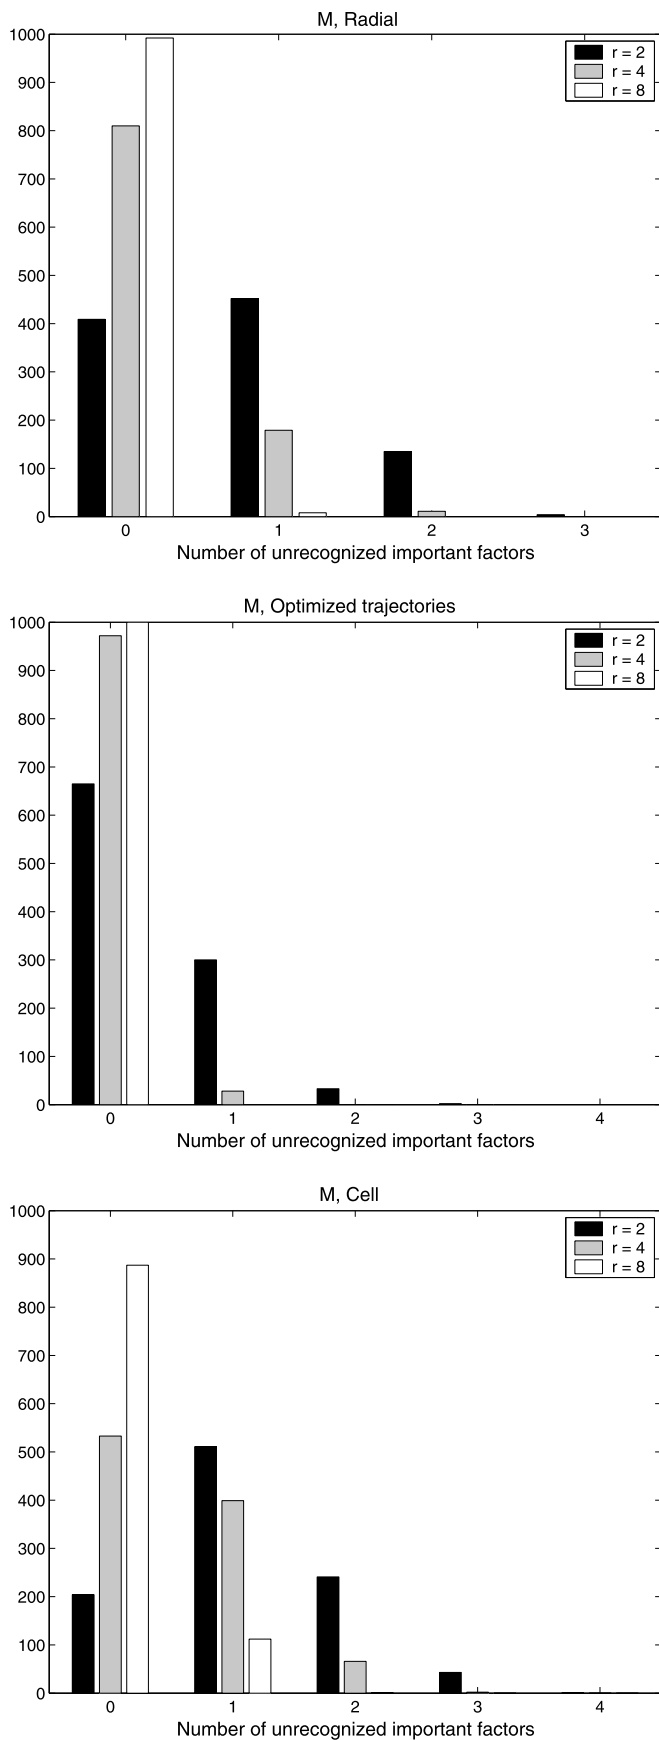 M, Radial
1000
900
800
700
600
500
400
300
200
100
0
r = 2
r = 4
r = 8
0 1 2 3
Number of unrecognized important factors
M, Optimized trajectories
1000
900
800
700
600
500
400
300
200
100
0
r = 2
r = 4
r = 8
0 1 2 3 4
Number of unrecognized important factors
M, Cell
1000
900
800
700
600
500
400
300
200
100
0
r = 2
r = 4
r = 8
0 1 2 3 4
Number of unrecognized important factors